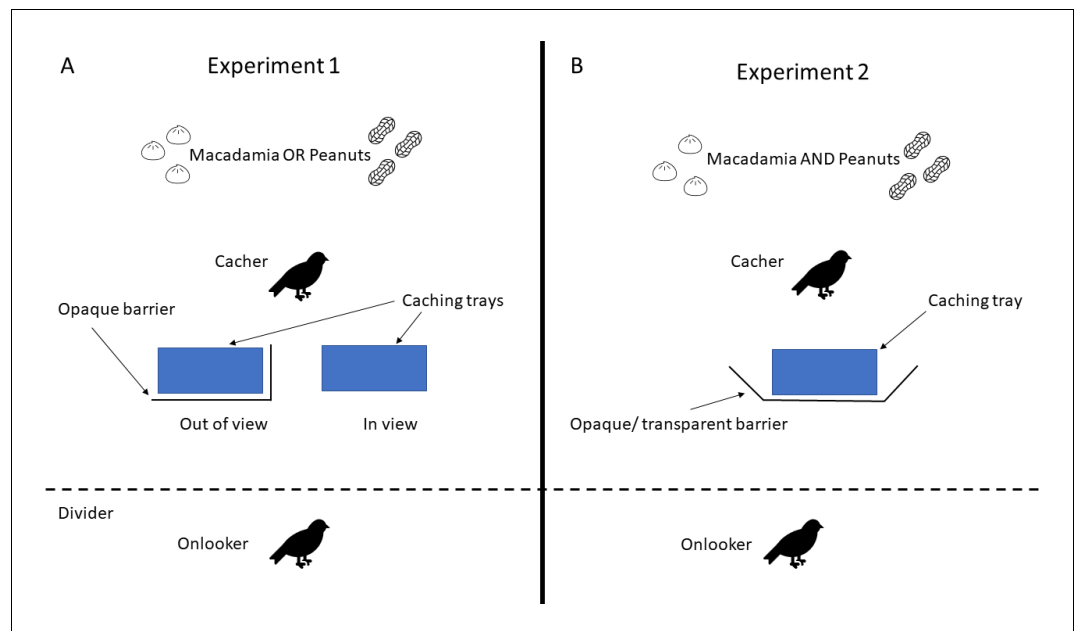 A
Experiment 1
Macadamia OR Peanuts
Cacher
Opaque barrier
Caching trays
Out of view
In view
Divider
Onlooker
B
Experiment 2
Macadamia AND Peanuts
Cacher
Caching tray
Opaque/ transparent barrier
Onlooker